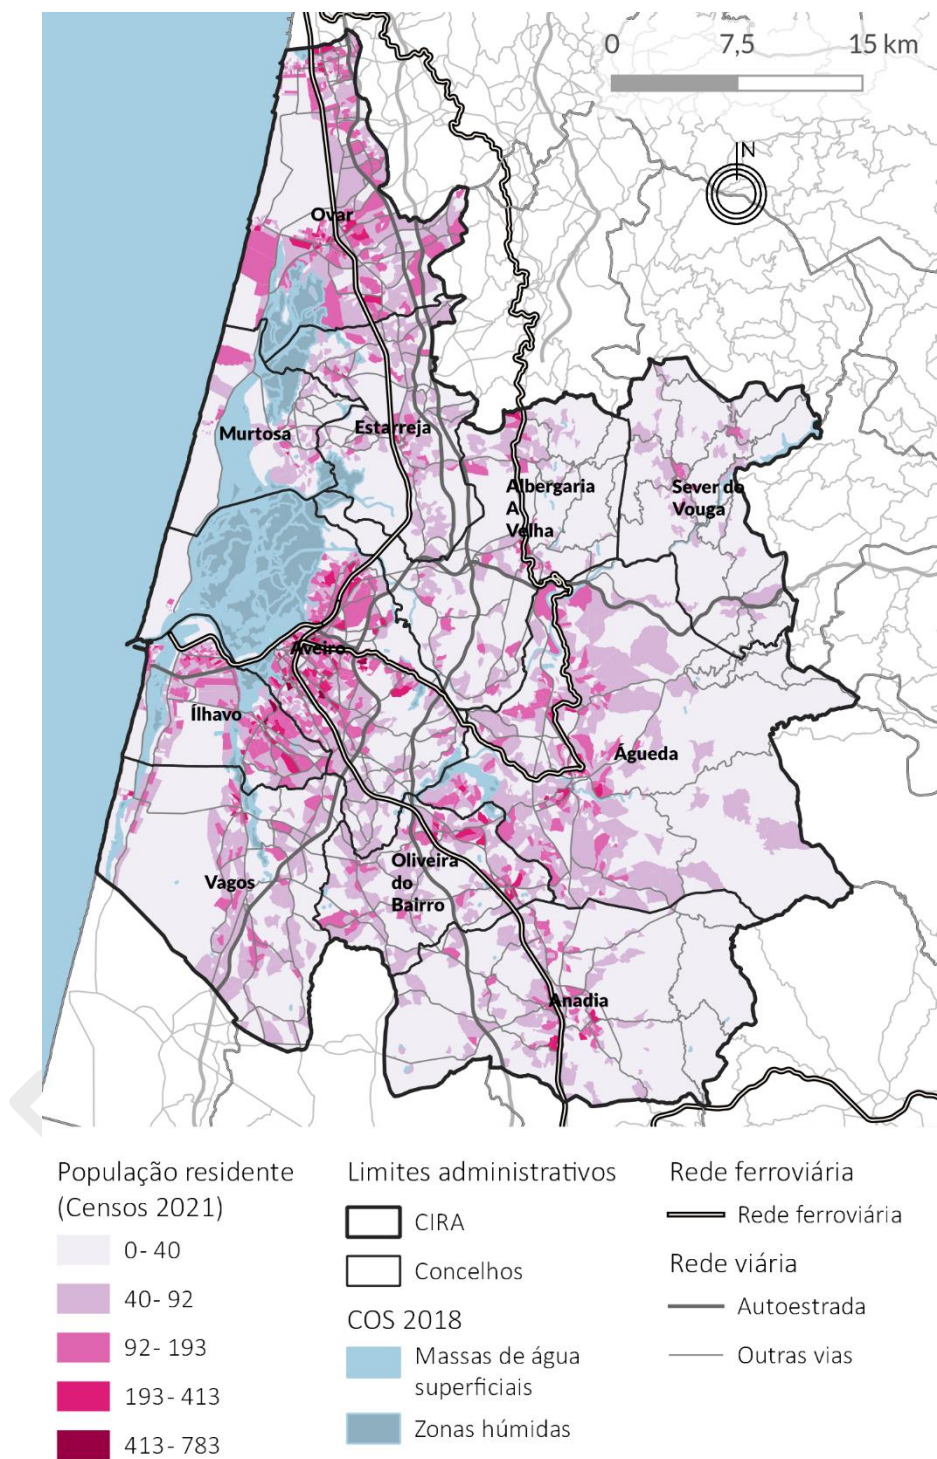 0 7,5 15 km
N
Ovar
Murtosa
Estarreja
Albergaria
A
Velha
Sever do
Vouga
Aveiro
Ílhavo
Águeda
Oliveira
do
Bairro
Vagos
Anadia
População residente
(Censos 2021)
0- 40
40- 92
92- 193
193- 413
413- 783
Limites administrativos
CIRA
Concelhos
COS 2018
Massas de água
superficiais
Zonas húmidas
Rede ferroviária
Rede ferroviária
Rede viária
Autoestrada
Outras vias